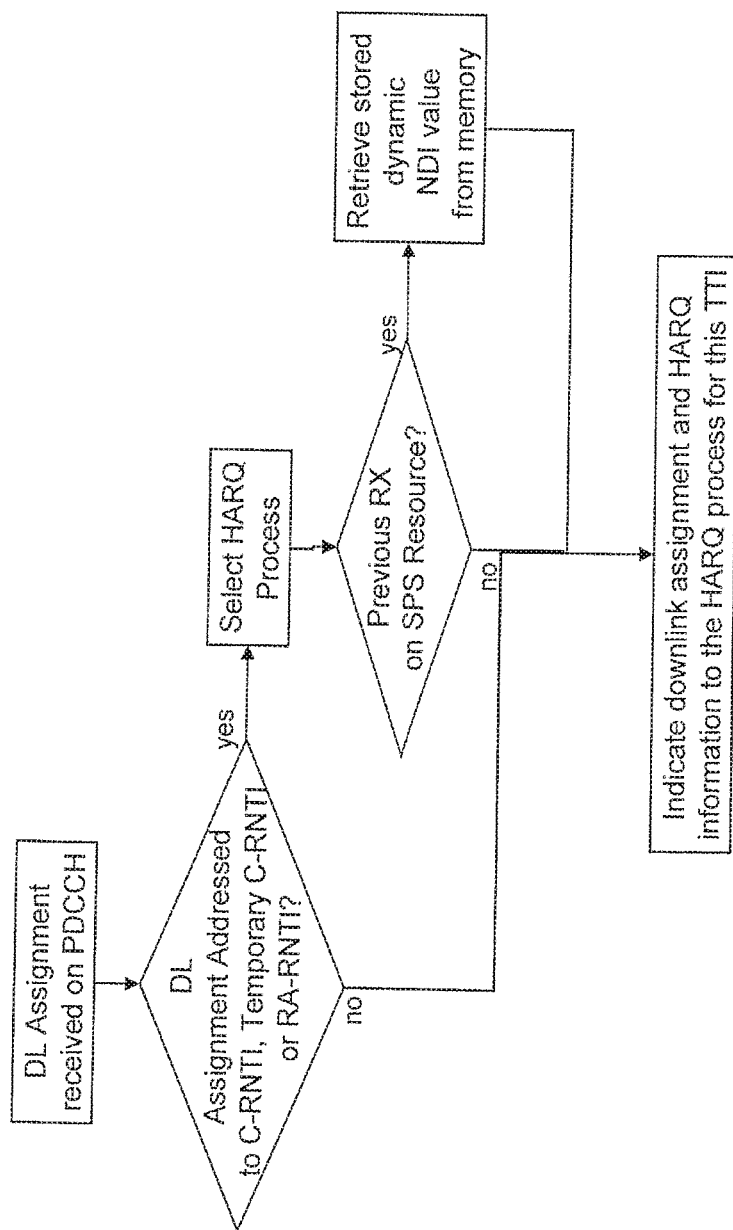 DL Assignment
received on PDCCH
DL
Assignment Addressed
to C-RNTI, Temporary C-RNTI
or RA-RNTI?
yes
no
Select HARQ
Process
Previous RX
on SPS Resource?
yes
no
Retrieve stored
dynamic
NDI value
from memory
Indicate downlink assignment and HARQ
information to the HARQ process for this TTI